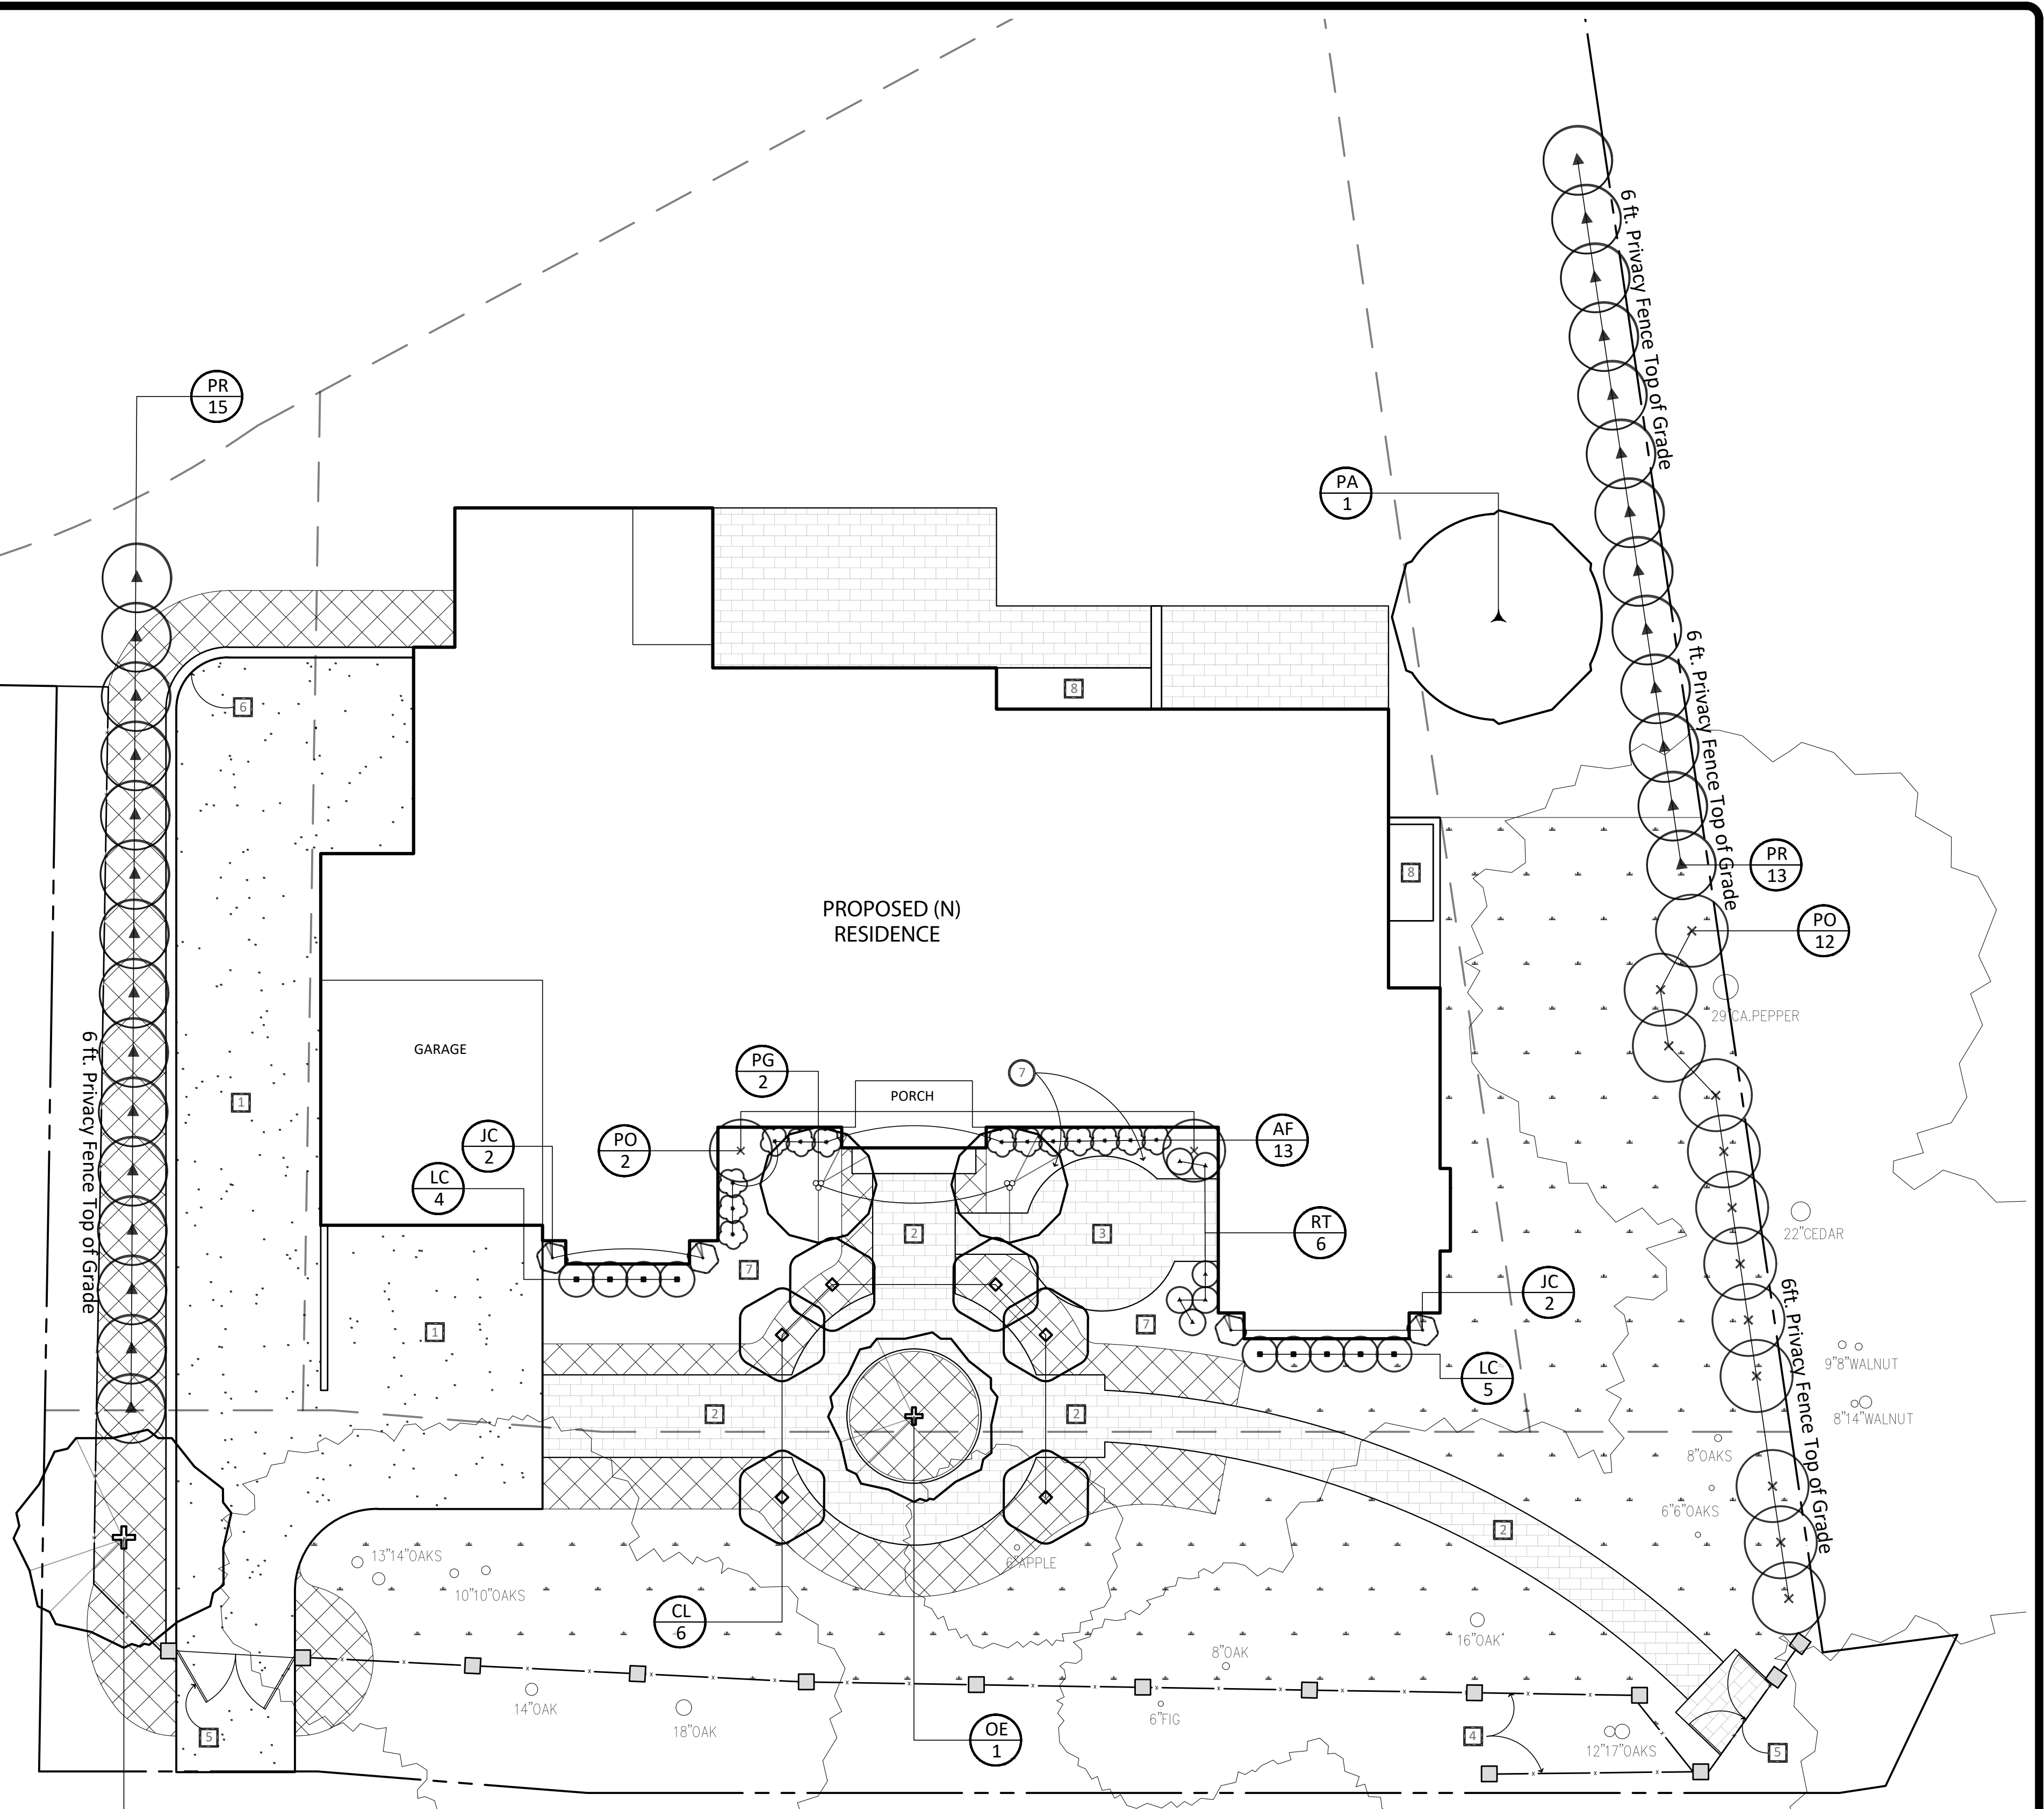 6 ft. Privacy Fence Top of Grade
PR
15
PA
1
6
8
6 ft. Privacy Fence Top of Grade
8
PR
13
PROPOSED (N)
RESIDENCE
PO
12
29"CA.PEPPER
GARAGE
6 ft. Privacy Fence Top of Grade
1
PG
2
7
PORCH
JC
2
PO
2
AF
13
LC
4
2
3
RT
6
22"CEDAR
7
JC
2
1
7
6ft. Privacy Fence Top of Grade
9"8"WALNUT
LC
5
2
2
8"14"WALNUT
8"OAKS
6"6"OAKS
2
13"14"OAKS
10"10"OAKS
6"APPLE
CL
6
16"OAK
8"OAK
14"OAK
18"OAK
6"FIG
5
OE
1
4
12"17"OAKS
5